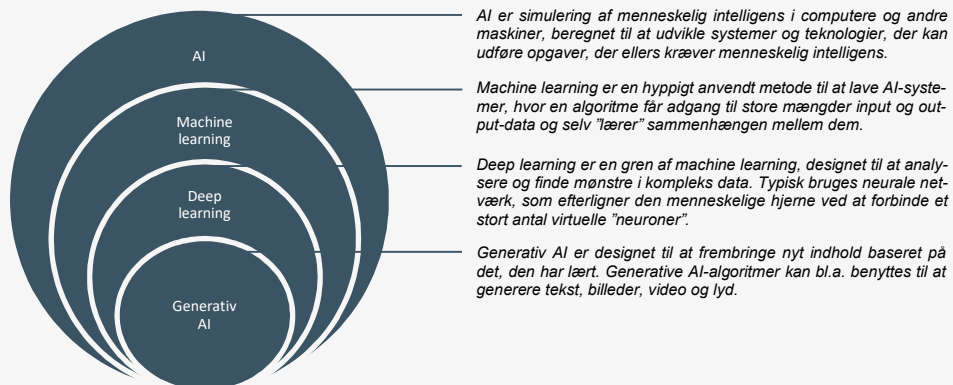 AI
Machine
learning
Deep
learning
Generativ
AI
AI er simulering af menneskelig intelligens i computere og andre
maskiner, beregnet til at udvikle systemer og teknologier, der kan
udføre opgaver, der ellers kræver menneskelig intelligens.
Machine learning er en hyppigt anvendt metode til at lave AI-syste-
mer, hvor en algoritme får adgang til store mængder input og out-
put-data og selv ”lærer” sammenhængen mellem dem.
Deep learning er en gren af machine learning, designet til at analy-
sere og finde mønstre i kompleks data. Typisk bruges neurale net-
værk, som efterligner den menneskelige hjerne ved at forbinde et
stort antal virtuelle ”neuroner”.
Generativ AI er designet til at frembringe nyt indhold baseret på
det, den har lært. Generative AI-algoritmer kan bl.a. benyttes til at
generere tekst, billeder, video og lyd.